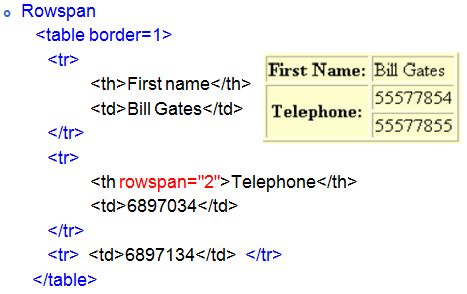 Rowspan
<table border=1>
<tr>
<th>First name</th>
<td>Bill Gates</td>
</tr>
<tr>
<th rowspan="2">Telephone</th>
<td>6897034</td>
</tr>
<tr> <td>6897134</td> </tr>
</table>
First Name: Bill Gates
Telephone: 55577854
55577855